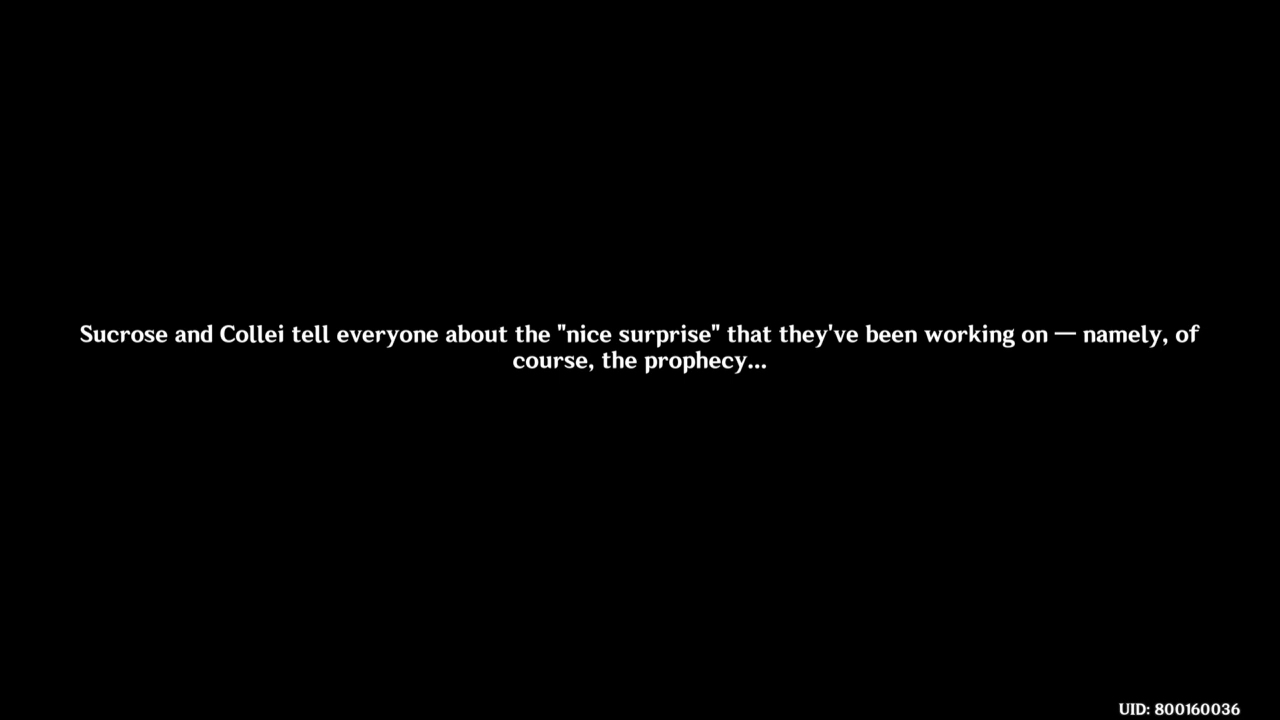 Sucrose and Collei tell everyone about the "nice surprise" that they've been working on — namely, of
course, the prophecy...
UID: 800160036